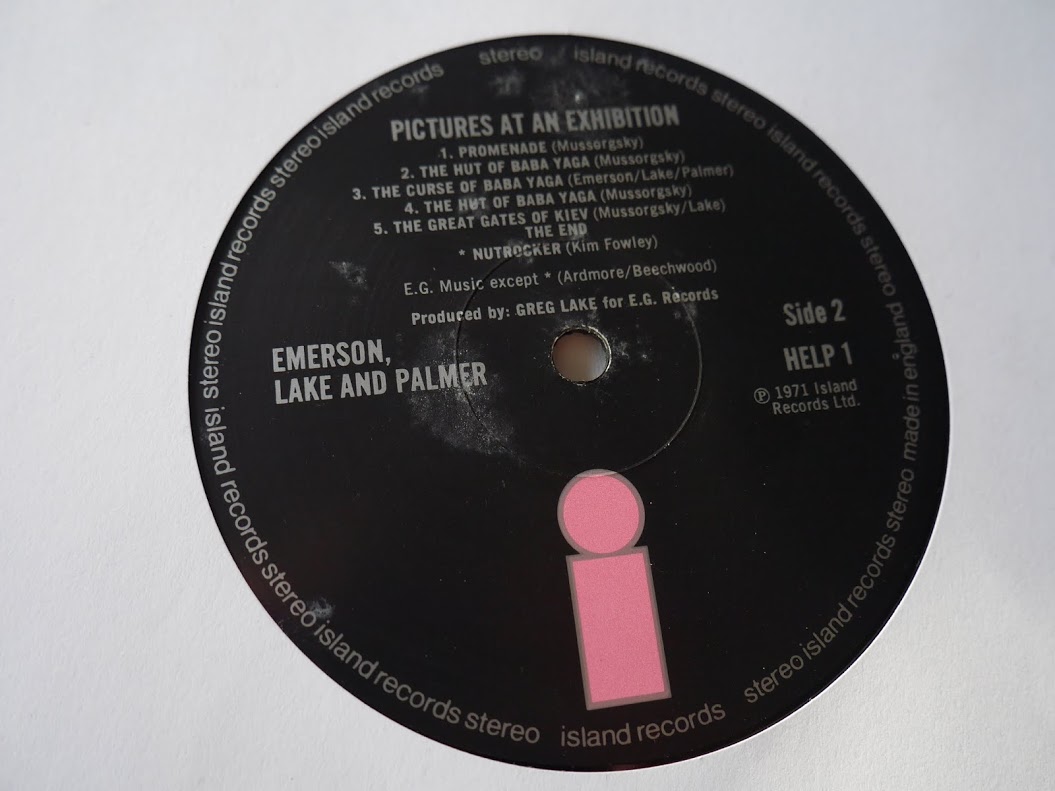 PICTURES AT AN EXHIBITION
1. PROMENADE (Mussorgsky)
2. THE HUT OF BABA YAGA (Mussorgsky)
3. THE CURSE OF BABA YAGA (Emerson/Lake/Palmer)
4. THE HUT OF BABA YAGA (Mussorgsky)
5. THE GREAT GATES OF KIEV (Mussorgsky/Lake)
THE END
* NUTROCKER (Kim Fowley)
E.G. Music except * (Ardmore/Beechwood)
Produced by: GREG LAKE for E.G. Records
EMERSON,
LAKE AND PALMER
Side 2
HELP 1
℗ 1971 Island
Records Ltd.
i
stereo island records stereo island records stereo made in england stereo island records stereo island records stereo island records stereo island records stereo island records stereo island records stereo island records